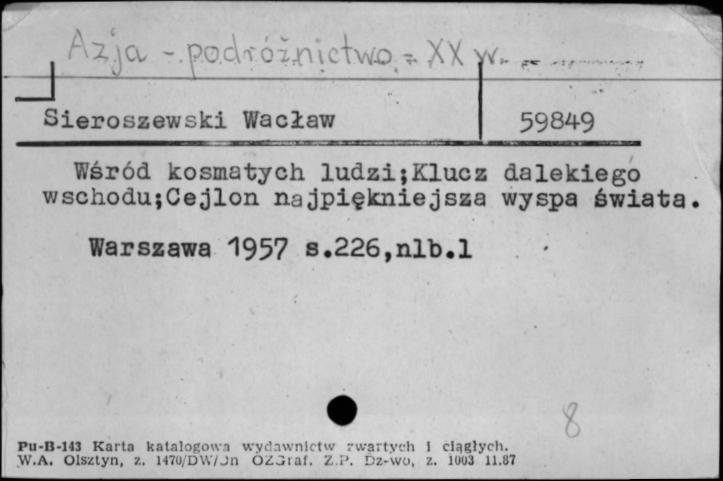 Azja - podróżnictwo - XX w.
Sieroszewski Wacław 59849
Wśród kosmatych ludzi;Klucz dalekiego
wschodu;Cejlon najpiękniejsza wyspa świata.
Warszawa 1957 s.226,nlb.1
8
Pu-B-143 Karta katalogowa wydawnictw zwartych i ciągłych.
W.A. Olsztyn, z. 1470/DW/Jn OZGraf. Z.P. Dz-wo, z. 1003 11.87